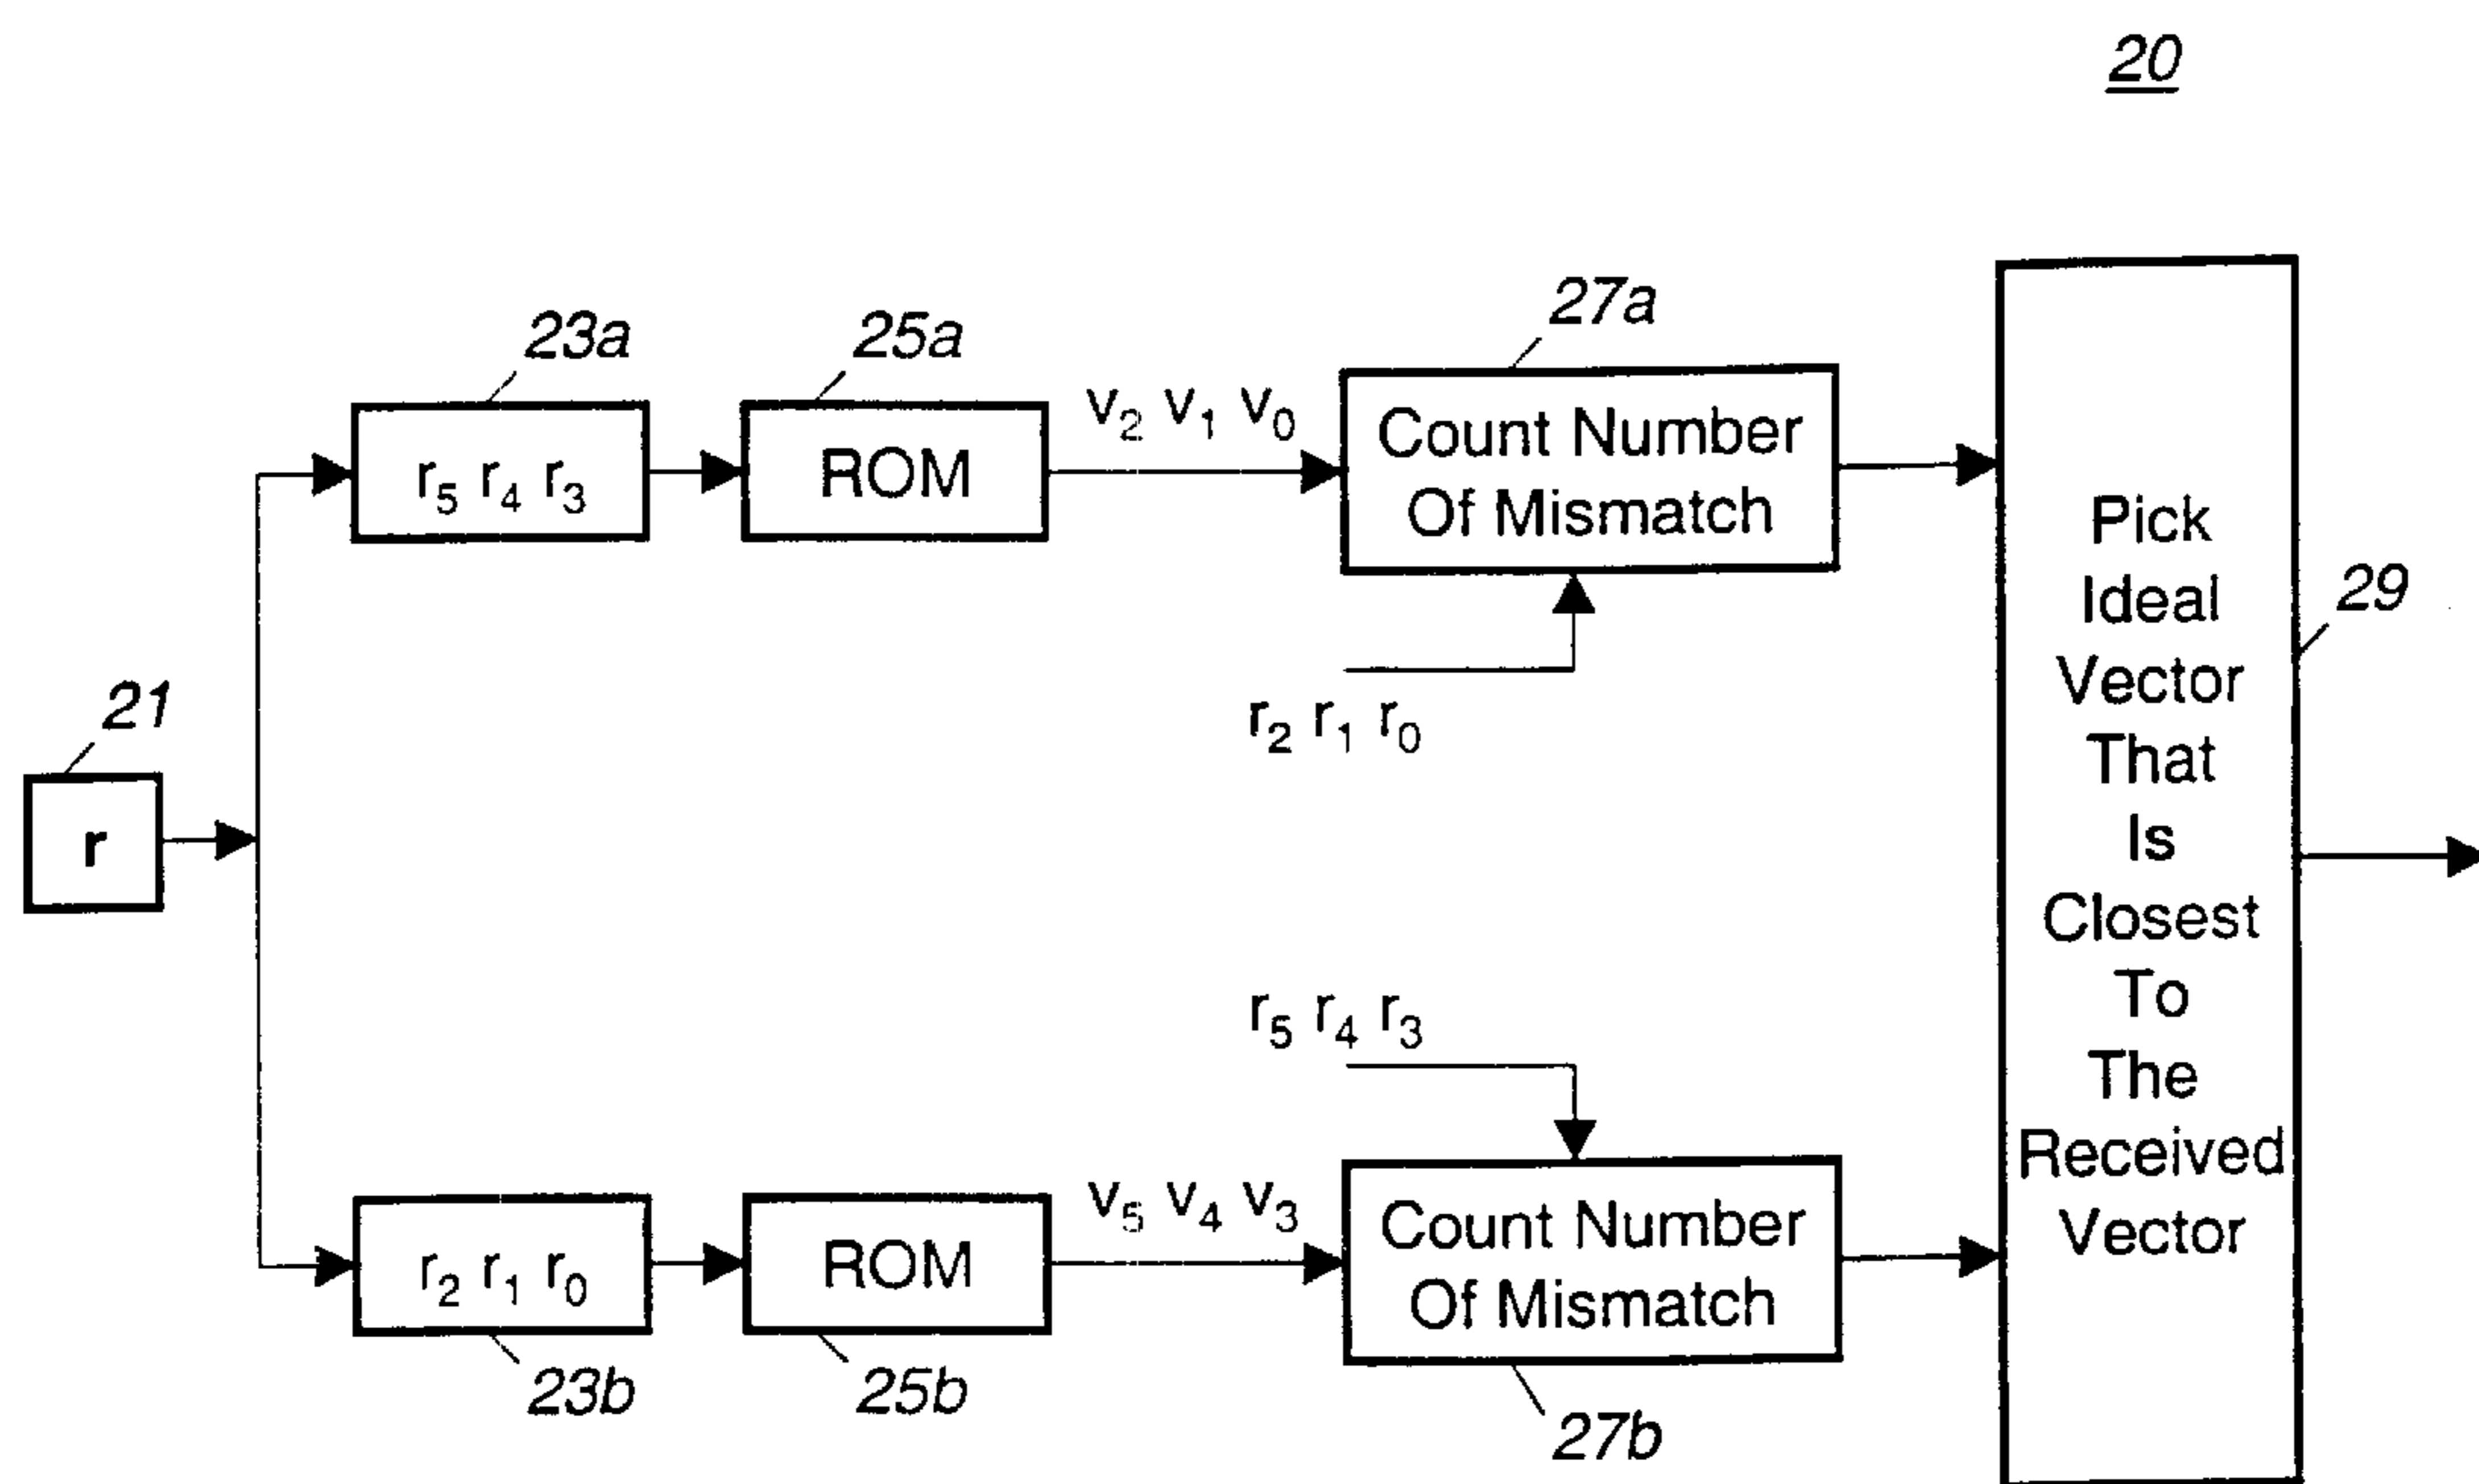 20
27a
23a
25a
v2 v1 v0
Count Number
Of Mismatch
r5 r4 r3
ROM
r2 r1 r0
21
r
Pick
Ideal
Vector
That
Is
Closest
To
The
Received
Vector
29
r5 r4 r3
v5 v4 v3
Count Number
Of Mismatch
r2 r1 r0
ROM
23b
25b
27b